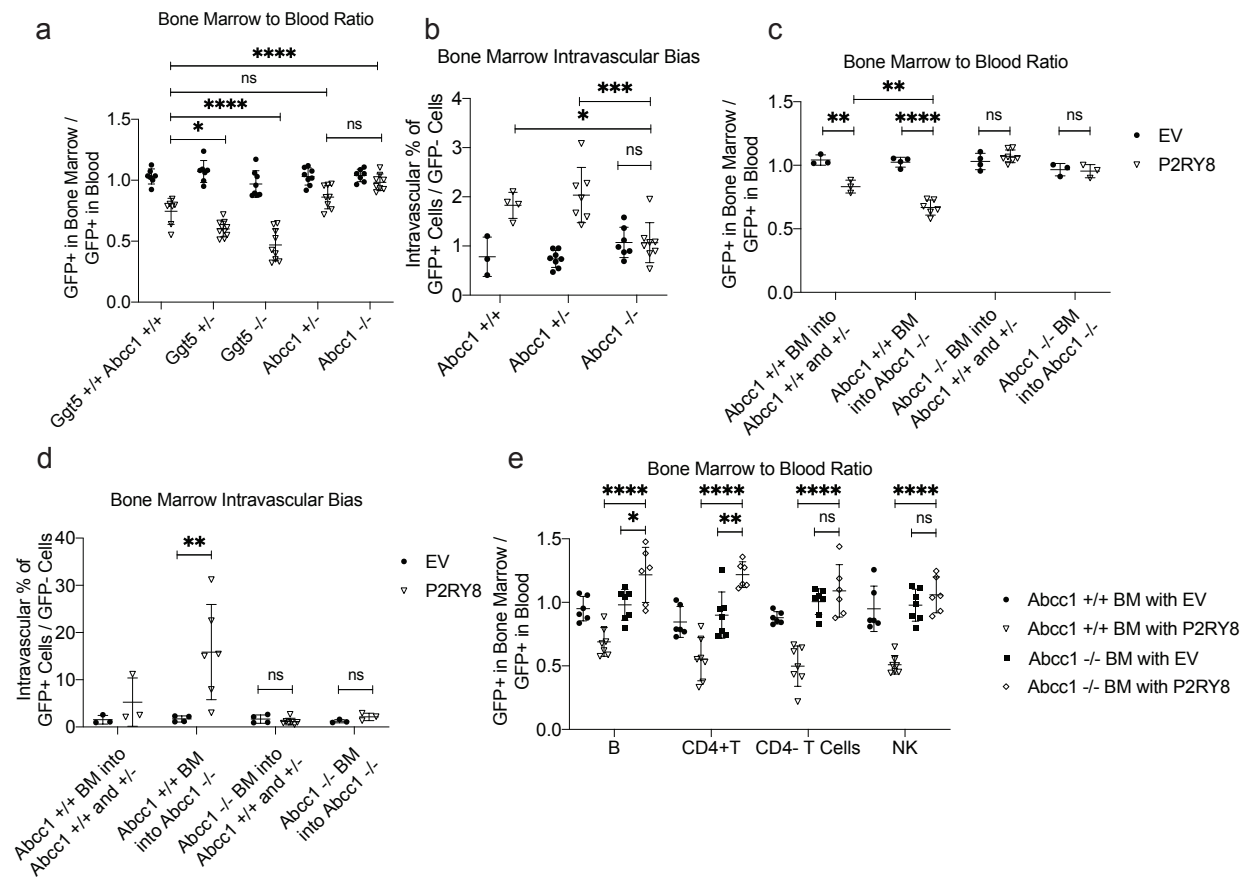 a
Bone Marrow to Blood Ratio
****
ns
****
*
ns
GFP+ in Bone Marrow /
GFP+ in Blood
1.5
1.0
0.5
0.0
Ggt5 +/+ Abcc1 +/+
Ggt5 +/-
Ggt5 -/-
Abcc1 +/-
Abcc1 -/-
b
Bone Marrow Intravascular Bias
***
*
ns
Intravascular % of
GFP+ Cells / GFP- Cells
4
3
2
1
0
Abcc1 +/+
Abcc1 +/-
Abcc1 -/-
c
Bone Marrow to Blood Ratio
**
**
****
ns
ns
GFP+ in Bone Marrow /
GFP+ in Blood
1.5
1.0
0.5
0.0
Abcc1 +/+ BM into
Abcc1 +/+ and +/-
Abcc1 +/+ BM
into Abcc1 -/-
Abcc1 -/- BM into
Abcc1 +/+ and +/-
Abcc1 -/- BM
into Abcc1 -/-
EV
P2RY8
d
Bone Marrow Intravascular Bias
**
ns
ns
Intravascular % of
GFP+ Cells / GFP- Cells
40
30
20
10
0
Abcc1 +/+ BM into
Abcc1 +/+ and +/-
Abcc1 +/+ BM
into Abcc1 -/-
Abcc1 -/- BM into
Abcc1 +/+ and +/-
Abcc1 -/- BM
into Abcc1 -/-
EV
P2RY8
e
Bone Marrow to Blood Ratio
****
****
****
****
*
**
ns
ns
GFP+ in Bone Marrow /
GFP+ in Blood
1.5
1.0
0.5
0.0
B
CD4+T
CD4- T Cells
NK
Abcc1 +/+ BM with EV
Abcc1 +/+ BM with P2RY8
Abcc1 -/- BM with EV
Abcc1 -/- BM with P2RY8